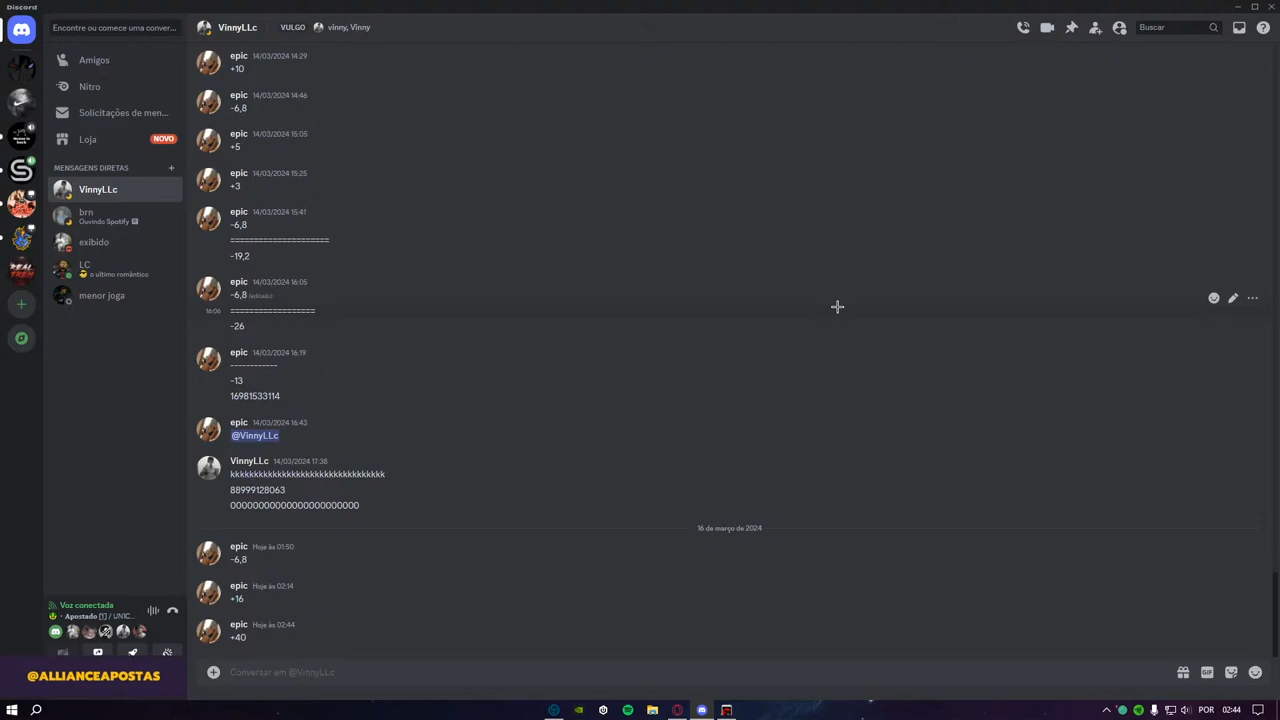 Discord
Encontre ou comece uma conver...
VinnyLLc
VULGO
vinny, Vinny
Buscar
Amigos
Nitro
Solicitações de men...
Loja
NOVO
MENSAGENS DIRETAS
VinnyLLc
brn
Ouvindo Spotify
exibido
LC
o ultimo romântico
menor joga
epic 14/03/2024 14:29
+10
epic 14/03/2024 14:46
-6,8
epic 14/03/2024 15:05
+5
epic 14/03/2024 15:25
+3
epic 14/03/2024 15:41
-6,8
=====================
-19,2
epic 14/03/2024 16:05
-6,8 (editado)
16:06 ==================
-26
epic 14/03/2024 16:19
------------
-13
16981533114
epic 14/03/2024 16:43
@VinnyLLc
VinnyLLc 14/03/2024 17:38
kkkkkkkkkkkkkkkkkkkkkkkkkkkkkkkk
88999128063
00000000000000000000000
16 de março de 2024
epic Hoje às 01:50
-6,8
epic Hoje às 02:14
+16
epic Hoje às 02:44
+40
Voz conectada
Apostado [1] / UNIC...
@ALLIANCEAPOSTAS
Conversar em @VinnyLLc
GIF
POR 02:44